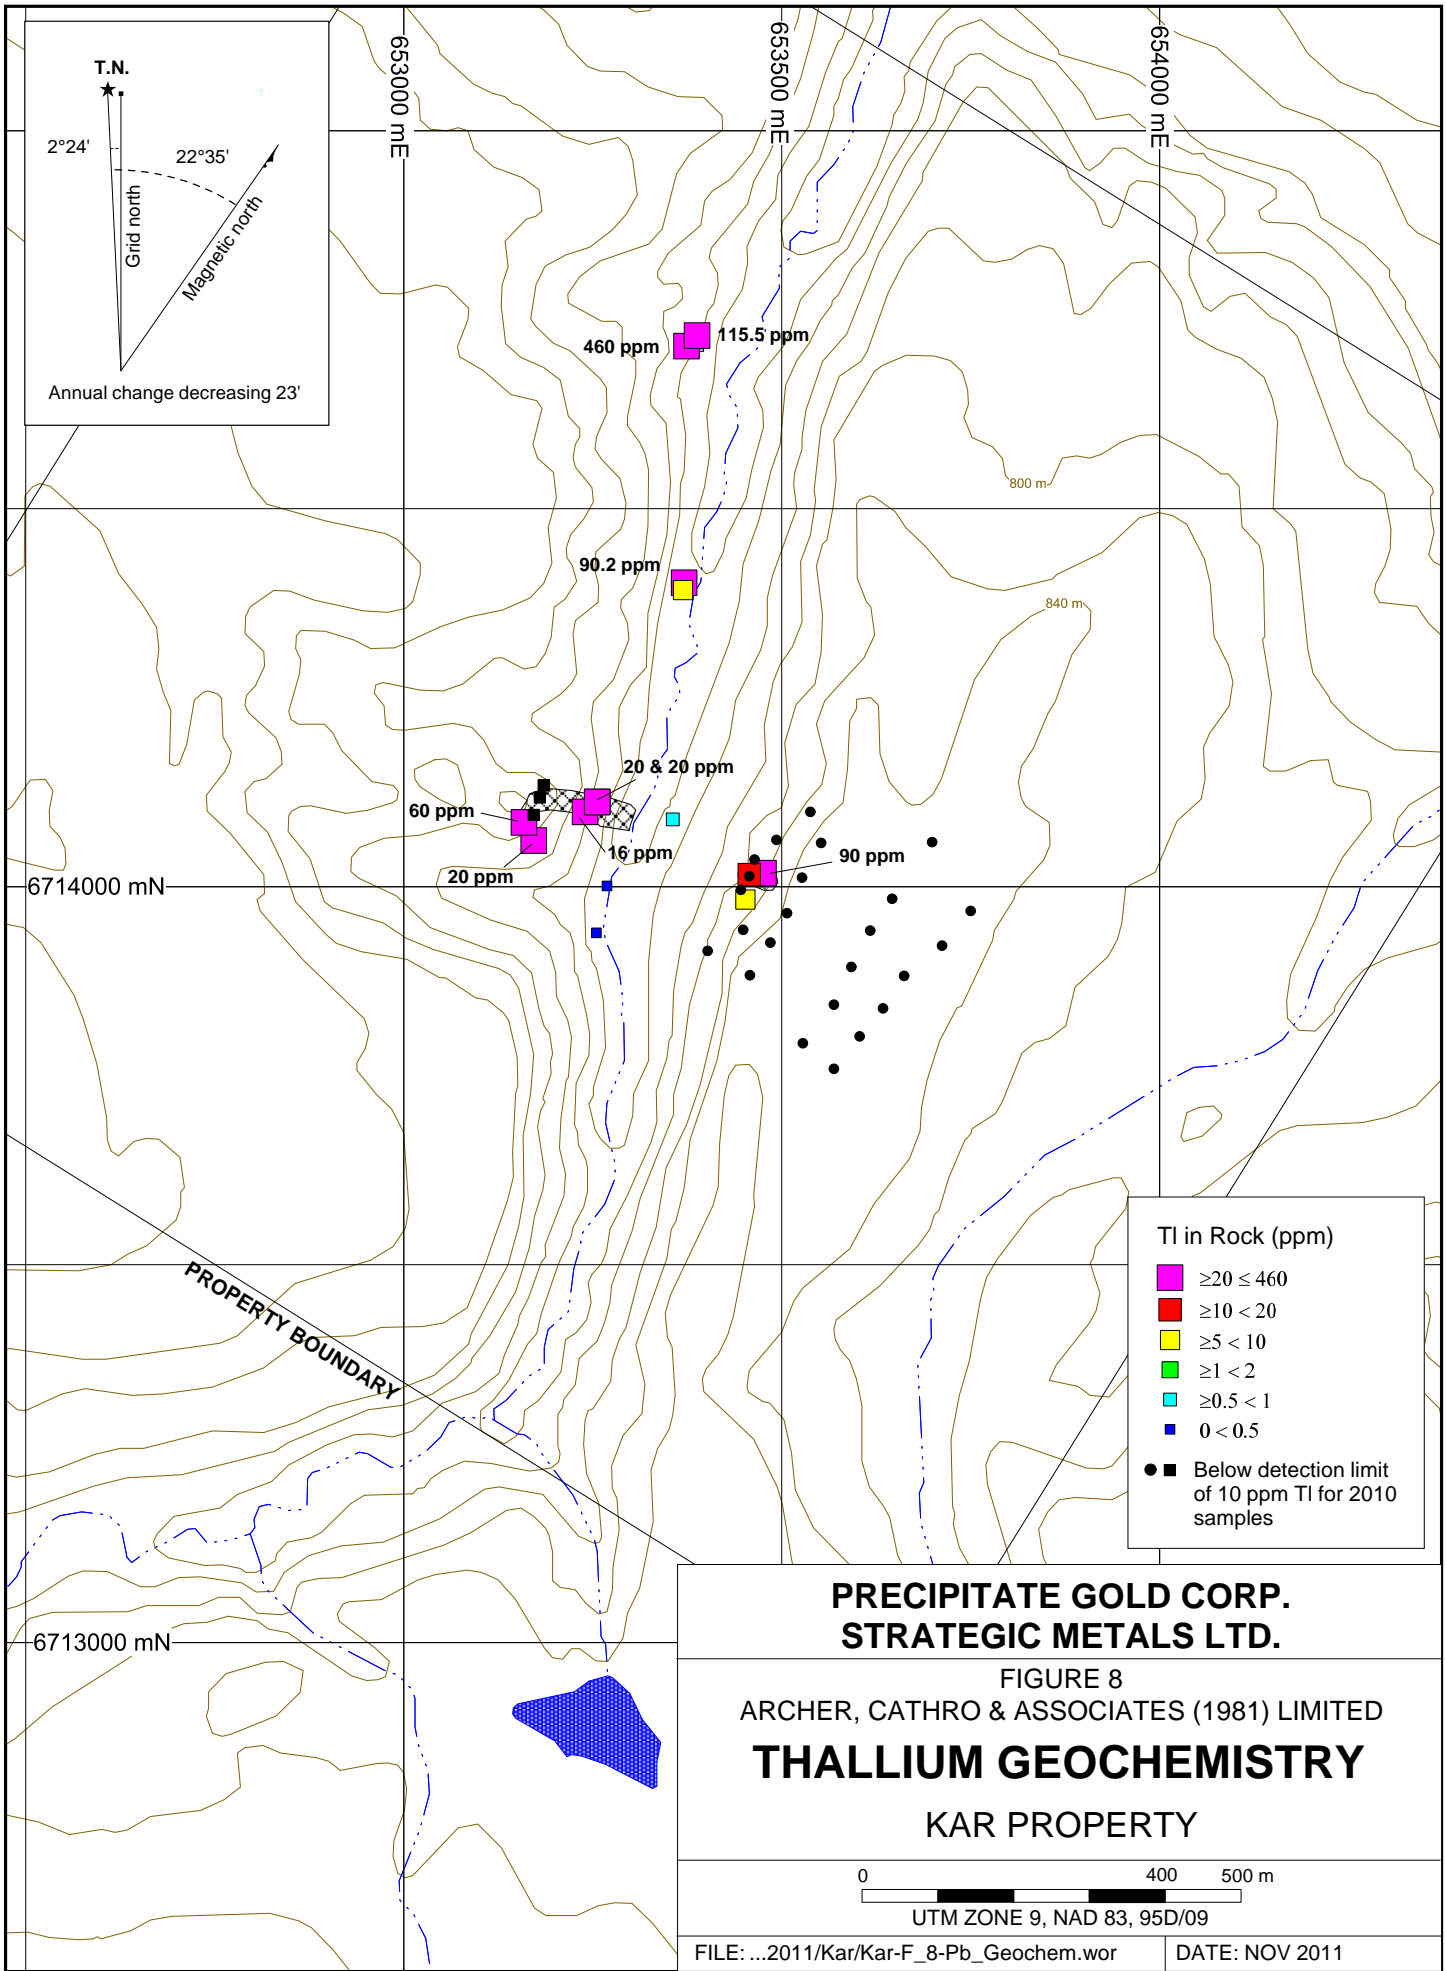 T.N.
2°24'
22°35'
Grid north
Magnetic north
Annual change decreasing 23'
653000 mE
653500 mE
654000 mE
460 ppm
115.5 ppm
800 m
90.2 ppm
840 m
20 & 20 ppm
60 ppm
16 ppm
90 ppm
20 ppm
6714000 mN
PROPERTY BOUNDARY
Tl in Rock (ppm)
≥20 ≤ 460
≥10 < 20
≥5 < 10
≥1 < 2
≥0.5 < 1
0 < 0.5
Below detection limit
of 10 ppm Tl for 2010
samples
6713000 mN
PRECIPITATE GOLD CORP.
STRATEGIC METALS LTD.
FIGURE 8
ARCHER, CATHRO & ASSOCIATES (1981) LIMITED
THALLIUM GEOCHEMISTRY
KAR PROPERTY
0 400 500 m
UTM ZONE 9, NAD 83, 95D/09
FILE: ...2011/Kar/Kar-F_8-Pb_Geochem.wor
DATE: NOV 2011